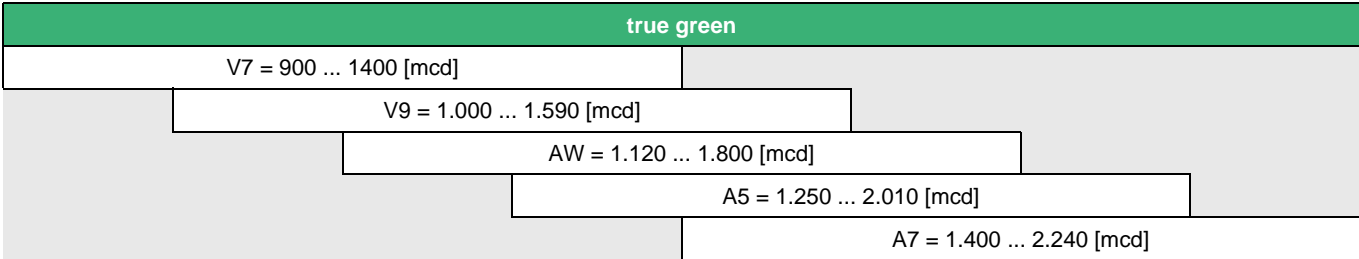 true green
V7 = 900 ... 1400 [mcd]
V9 = 1.000 ... 1.590 [mcd]
AW = 1.120 ... 1.800 [mcd]
A5 = 1.250 ... 2.010 [mcd]
A7 = 1.400 ... 2.240 [mcd]